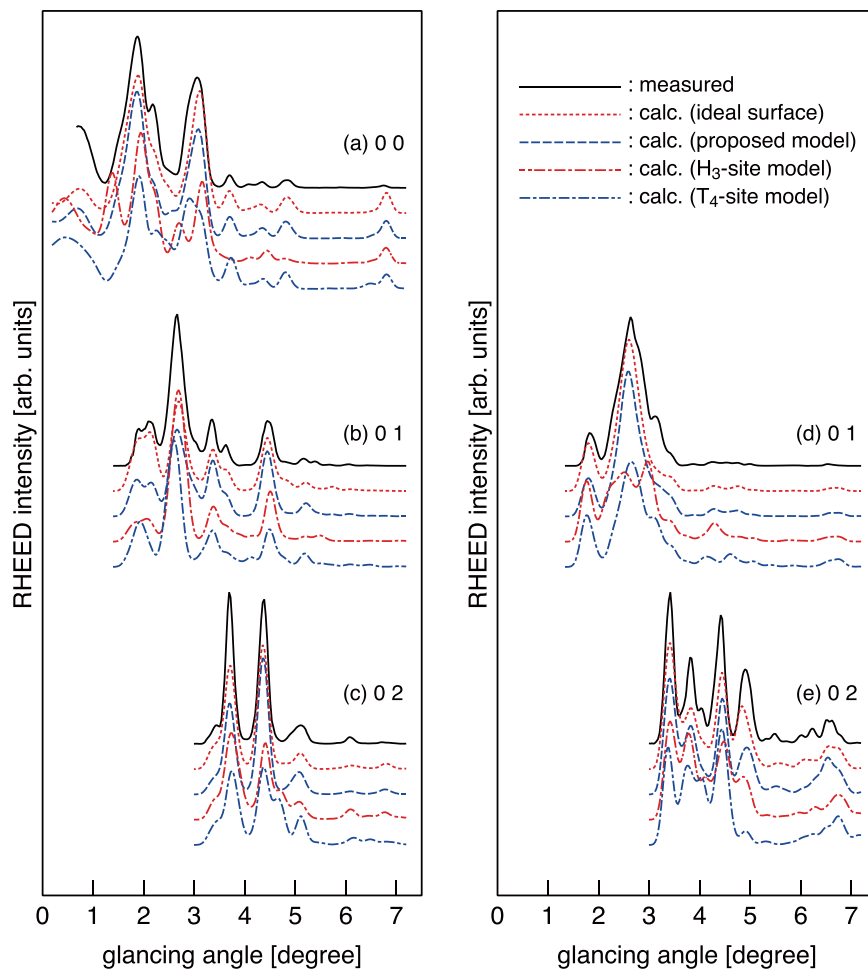 : measured
: calc. (ideal surface)
(a) 0 0
: calc. (proposed model)
: calc. (H₃-site model)
: calc. (T₄-site model)
RHEED intensity [arb. units]
RHEED intensity [arb. units]
(b) 0 1
(d) 0 1
(c) 0 2
(e) 0 2
0 1 2 3 4 5 6 7
0 1 2 3 4 5 6 7
glancing angle [degree]
glancing angle [degree]